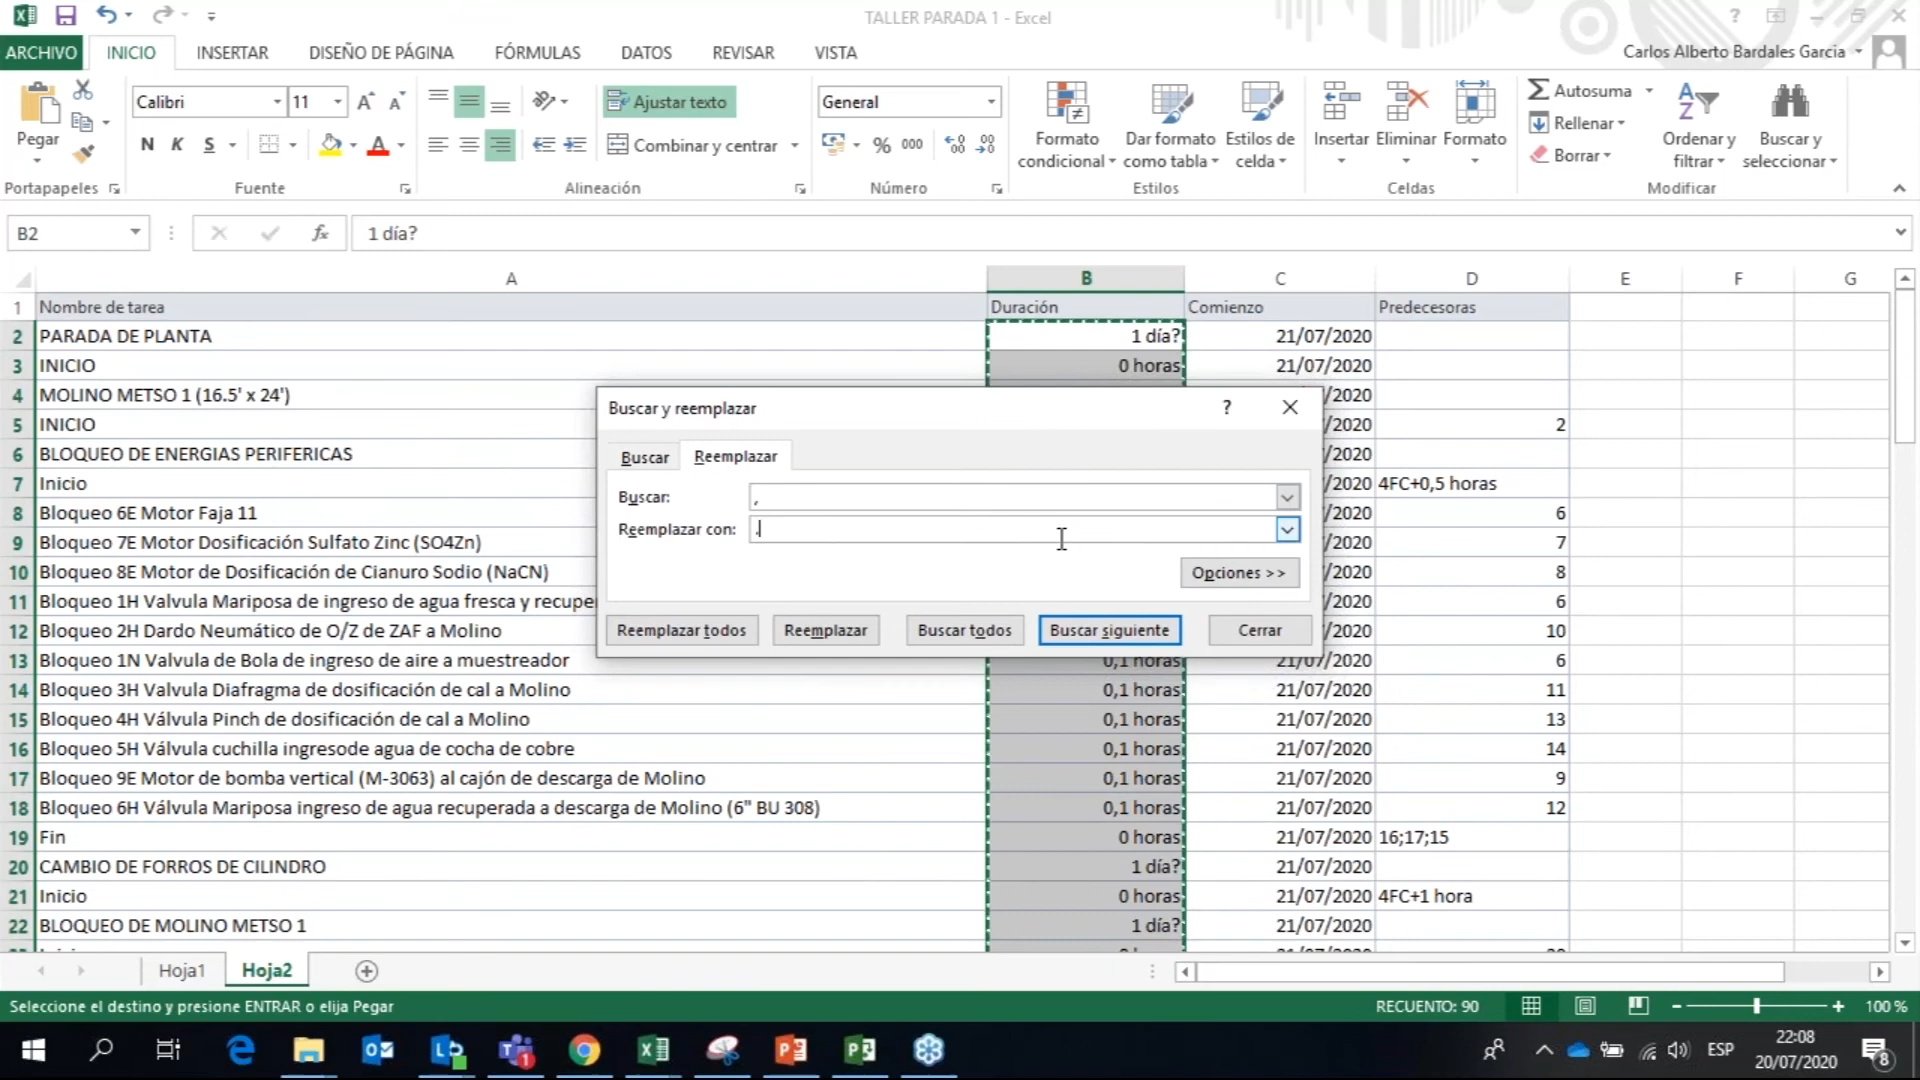 TALLER PARADA 1 - Excel
ARCHIVO INICIO INSERTAR DISEÑO DE PÁGINA FÓRMULAS DATOS REVISAR VISTA Carlos Alberto Bardales Garcia
Pegar
Portapapeles
Calibri 11
N K S
Fuente
Ajustar texto
Combinar y centrar
Alineación
General
% 000
Número
Formato condicional
Dar formato como tabla
Estilos de celda
Estilos
Insertar Eliminar Formato
Celdas
Autosuma
Rellenar
Borrar
Ordenar y filtrar
Buscar y seleccionar
Modificar
B2 fx 1 día?
A B C D E F G
1 Nombre de tarea Duración Comienzo Predecesoras
2 PARADA DE PLANTA 1 día? 21/07/2020
3 INICIO 0 horas 21/07/2020
4 MOLINO METSO 1 (16.5' x 24') /2020
5 INICIO /2020 2
6 BLOQUEO DE ENERGIAS PERIFERICAS /2020
7 Inicio /2020 4FC+0,5 horas
8 Bloqueo 6E Motor Faja 11 /2020 6
9 Bloqueo 7E Motor Dosificación Sulfato Zinc (SO4Zn) /2020 7
10 Bloqueo 8E Motor de Dosificación de Cianuro Sodio (NaCN) /2020 8
11 Bloqueo 1H Valvula Mariposa de ingreso de agua fresca y recupe /2020 6
12 Bloqueo 2H Dardo Neumático de O/Z de ZAF a Molino /2020 10
13 Bloqueo 1N Valvula de Bola de ingreso de aire a muestreador 0,1 horas 21/07/2020 6
14 Bloqueo 3H Valvula Diafragma de dosificación de cal a Molino 0,1 horas 21/07/2020 11
15 Bloqueo 4H Válvula Pinch de dosificación de cal a Molino 0,1 horas 21/07/2020 13
16 Bloqueo 5H Válvula cuchilla ingresode agua de cocha de cobre 0,1 horas 21/07/2020 14
17 Bloqueo 9E Motor de bomba vertical (M-3063) al cajón de descarga de Molino 0,1 horas 21/07/2020 9
18 Bloqueo 6H Válvula Mariposa ingreso de agua recuperada a descarga de Molino (6" BU 308) 0,1 horas 21/07/2020 12
19 Fin 0 horas 21/07/2020 16;17;15
20 CAMBIO DE FORROS DE CILINDRO 1 día? 21/07/2020
21 Inicio 0 horas 21/07/2020 4FC+1 hora
22 BLOQUEO DE MOLINO METSO 1 1 día? 21/07/2020
Buscar y reemplazar ?
Buscar Reemplazar
Buscar: ,
Reemplazar con: .
Opciones >>
Reemplazar todos Reemplazar Buscar todos Buscar siguiente Cerrar
Hoja1 Hoja2
Seleccione el destino y presione ENTRAR o elija Pegar RECUENTO: 90 100 %
ESP
22:08
20/07/2020
1
8